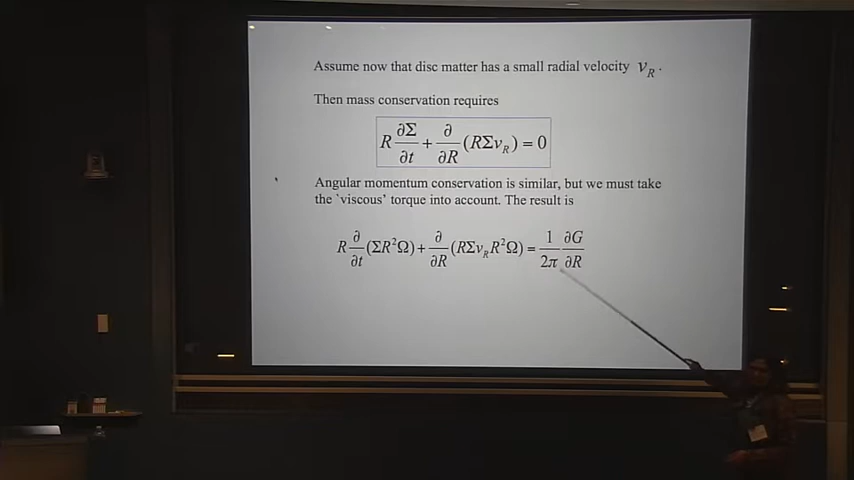 Assume now that disc matter has a small radial velocity v_R .
Then mass conservation requires
R ∂Σ/∂t + ∂/∂R (RΣv_R) = 0
Angular momentum conservation is similar, but we must take
the `viscous' torque into account. The result is
R ∂/∂t (ΣR²Ω) + ∂/∂R (RΣv_R R²Ω) = 1/2π ∂G/∂R